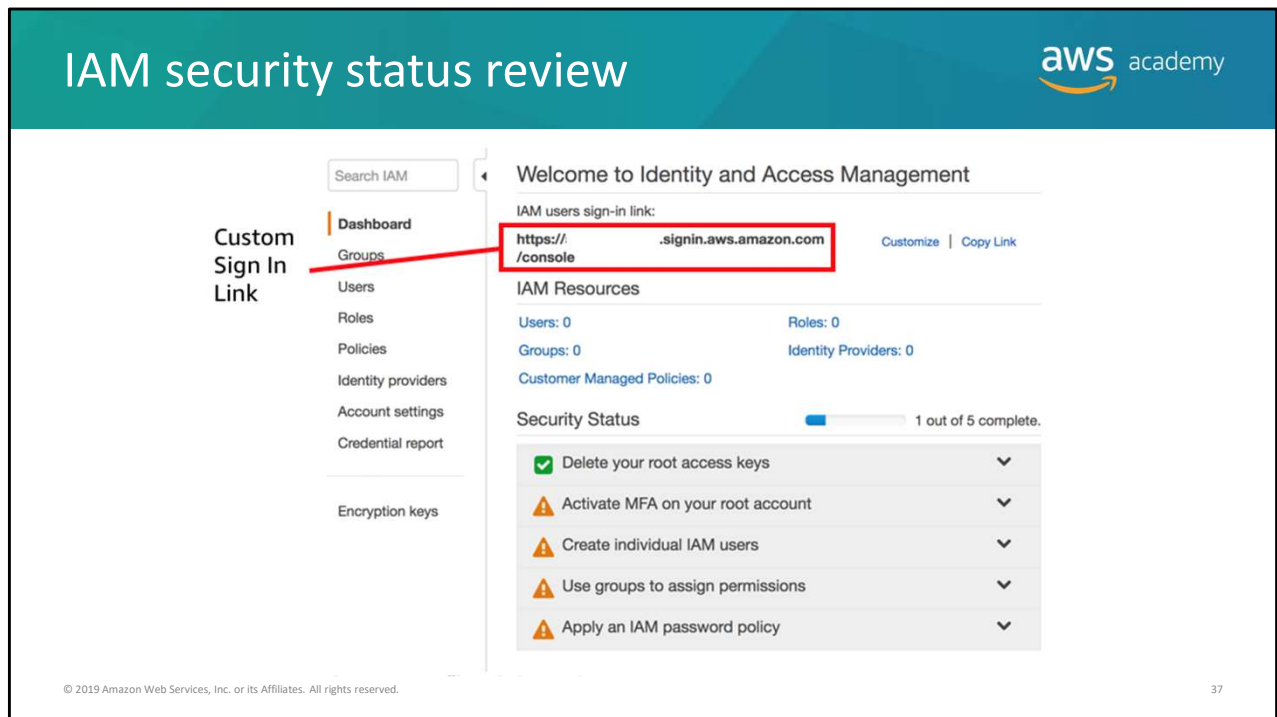 IAM security status review
aws academy
Custom
Sign In
Link
Search IAM
Dashboard
Groups
Users
Roles
Policies
Identity providers
Account settings
Credential report
Encryption keys
Welcome to Identity and Access Management
IAM users sign-in link:
https:// .signin.aws.amazon.com
/console
Customize | Copy Link
IAM Resources
Users: 0
Roles: 0
Groups: 0
Identity Providers: 0
Customer Managed Policies: 0
Security Status
1 out of 5 complete.
Delete your root access keys
Activate MFA on your root account
Create individual IAM users
Use groups to assign permissions
Apply an IAM password policy
© 2019 Amazon Web Services, Inc. or its Affiliates. All rights reserved.
37